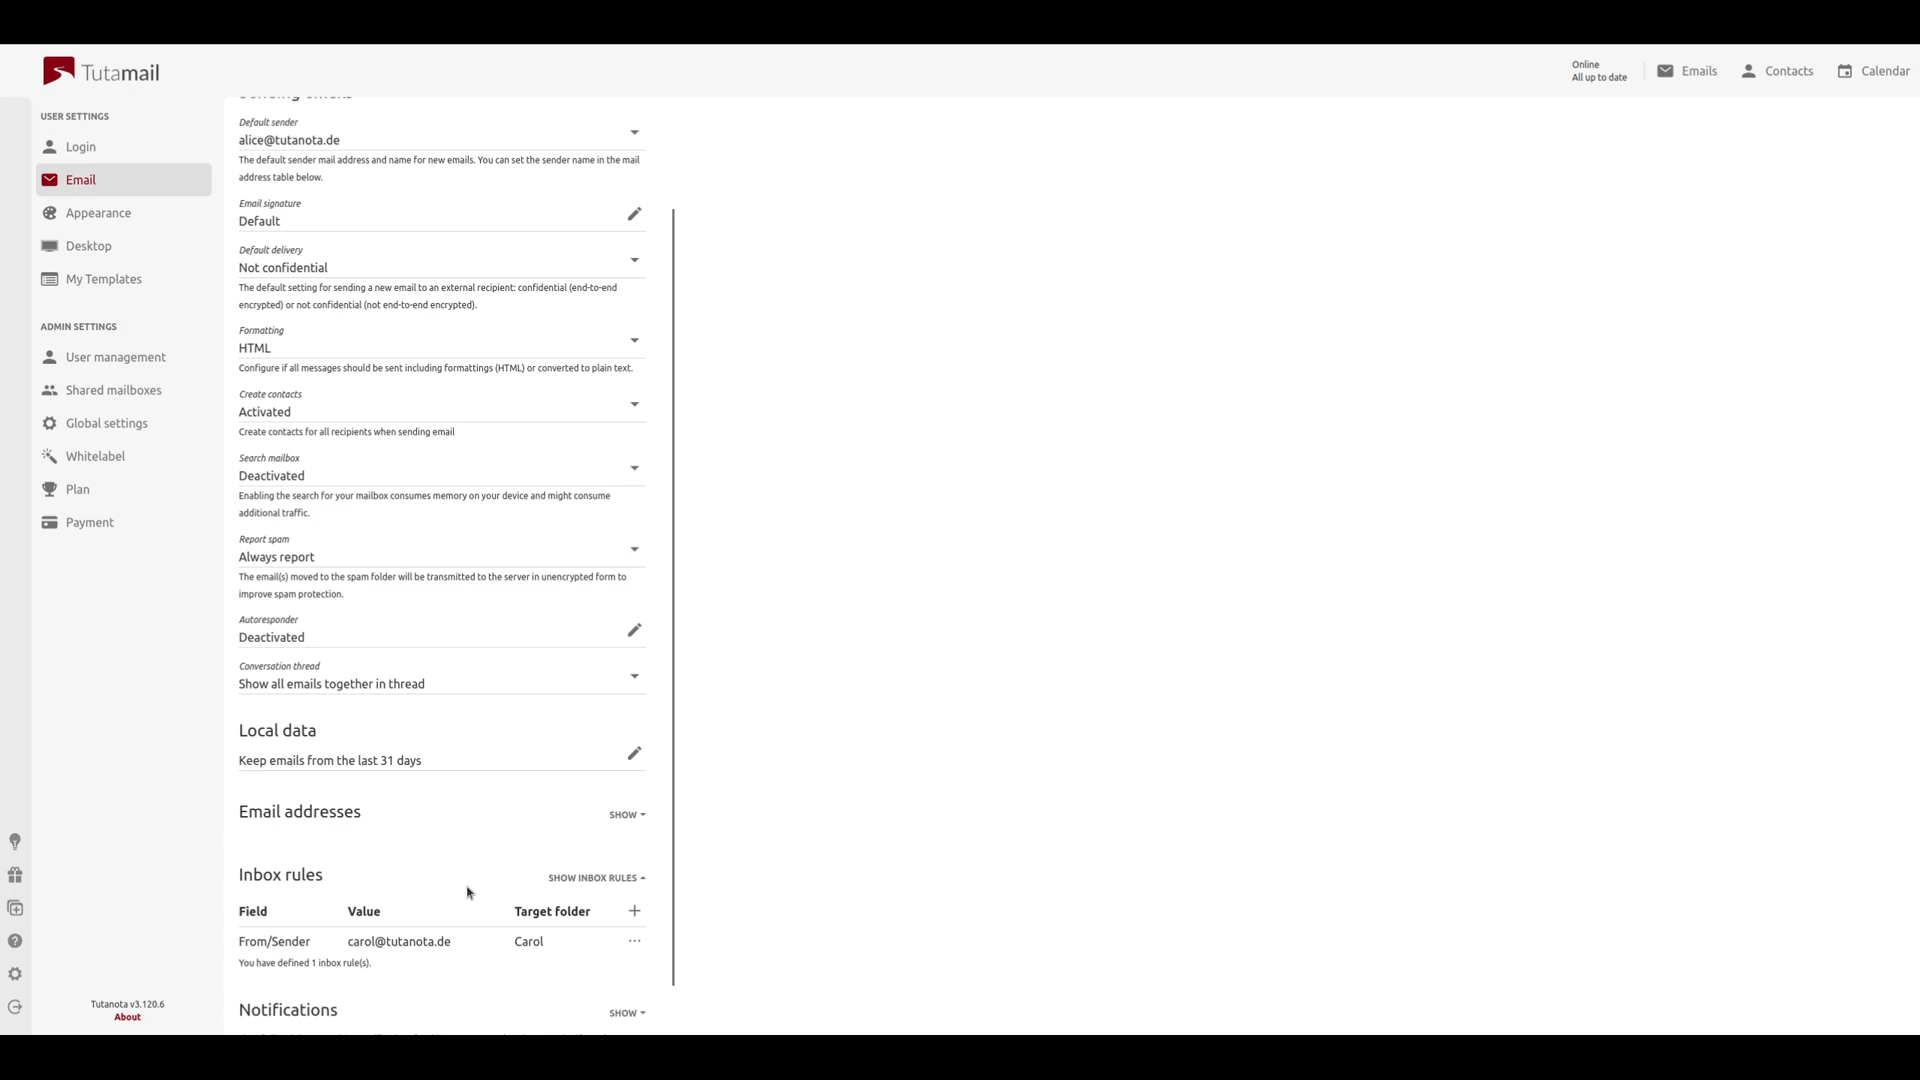 Tutamail
Online
All up to date
Emails
Contacts
Calendar
USER SETTINGS
Login
Email
Appearance
Desktop
My Templates
ADMIN SETTINGS
User management
Shared mailboxes
Global settings
Whitelabel
Plan
Payment
Tutanota v3.120.6
About
Sending emails
Default sender
alice@tutanota.de
The default sender mail address and name for new emails. You can set the sender name in the mail
address table below.
Email signature
Default
Default delivery
Not confidential
The default setting for sending a new email to an external recipient: confidential (end-to-end
encrypted) or not confidential (not end-to-end encrypted).
Formatting
HTML
Configure if all messages should be sent including formattings (HTML) or converted to plain text.
Create contacts
Activated
Create contacts for all recipients when sending email
Search mailbox
Deactivated
Enabling the search for your mailbox consumes memory on your device and might consume
additional traffic.
Report spam
Always report
The email(s) moved to the spam folder will be transmitted to the server in unencrypted form to
improve spam protection.
Autoresponder
Deactivated
Conversation thread
Show all emails together in thread
Local data
Keep emails from the last 31 days
Email addresses SHOW
Inbox rules SHOW INBOX RULES
Field Value Target folder
From/Sender carol@tutanota.de Carol
You have defined 1 inbox rule(s).
Notifications SHOW